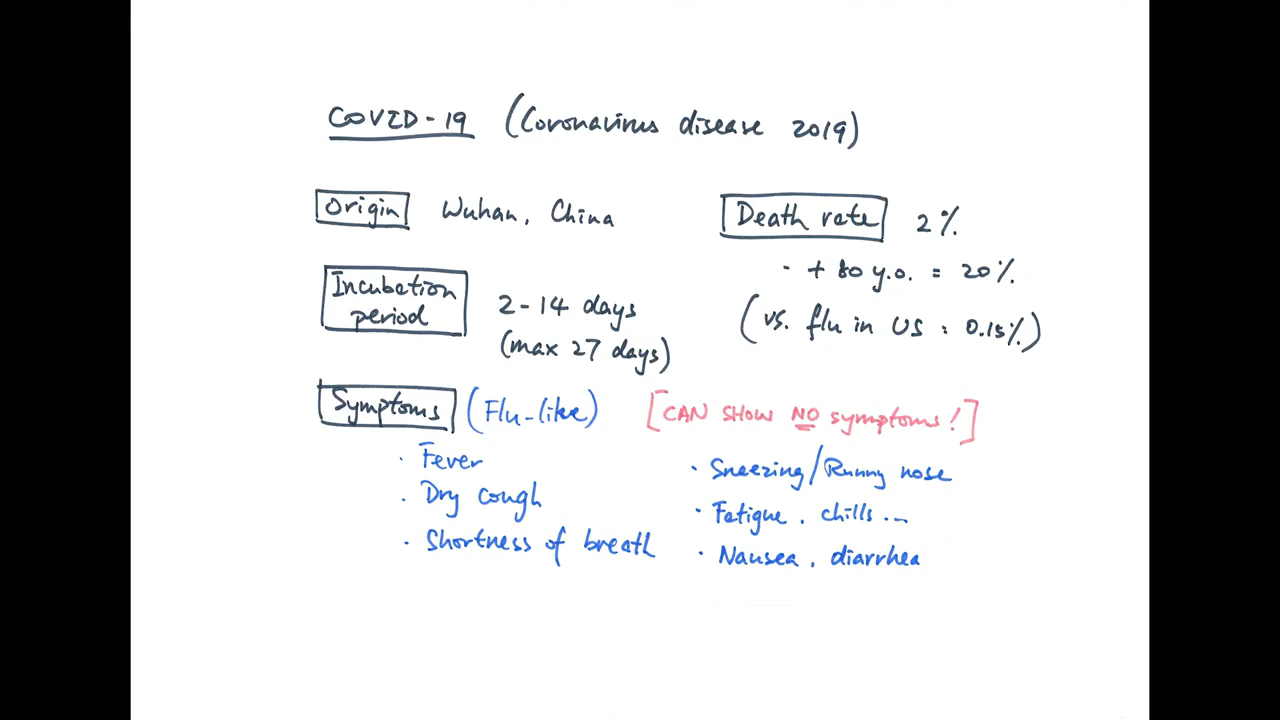 COVID-19 (Coronavirus disease 2019)
Origin Wuhan, China
Death rate 2%
· + 80 y.o. = 20%
(vs. flu in US : 0.15%)
Incubation period 2-14 days
(max 27 days)
Symptoms (Flu-like) [CAN SHOW NO symptoms!]
· Fever
· Dry cough
· Shortness of breath
· Sneezing/Runny nose
· Fatigue, chills...
· Nausea, diarrhea